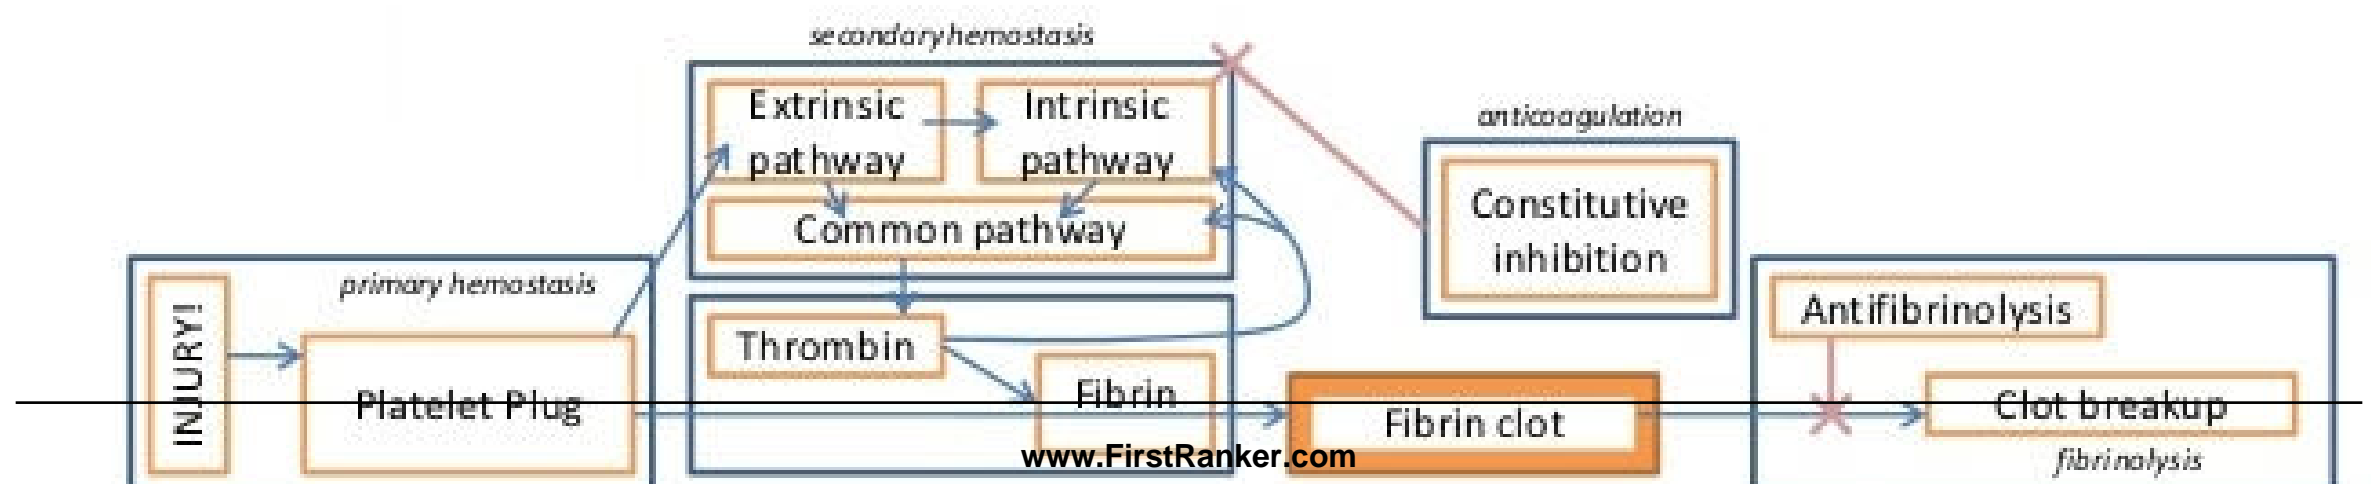 secondary hemostasis
Extrinsic
pathway
Intrinsic
pathway
Common pathway
anticoagulation
Constitutive
inhibition
primary hemostasis
INJURY!
Platelet Plug
Thrombin
Fibrin
Fibrin clot
Antifibrinolysis
Clot breakup
fibrinolysis
www.FirstRanker.com